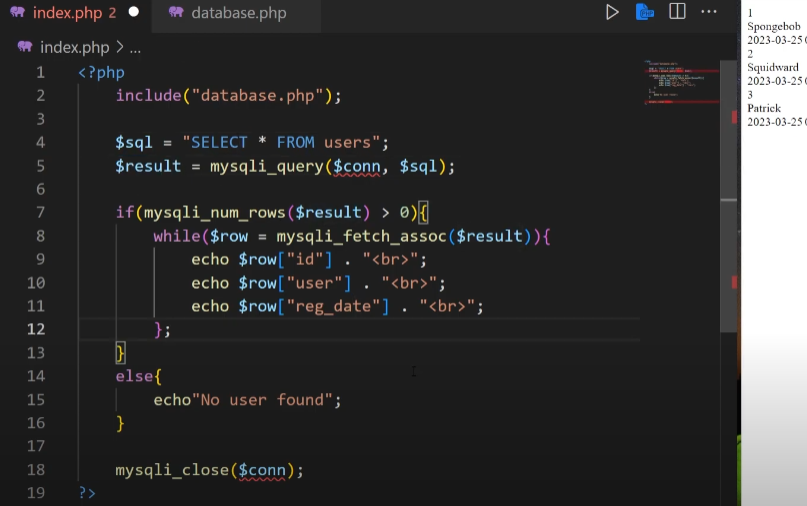 index.php 2
database.php
index.php > ...
1 <?php
2 include("database.php");
3
4 $sql = "SELECT * FROM users";
5 $result = mysqli_query($conn, $sql);
6
7 if(mysqli_num_rows($result) > 0){
8 while($row = mysqli_fetch_assoc($result)){
9 echo $row["id"] . "<br>";
10 echo $row["user"] . "<br>";
11 echo $row["reg_date"] . "<br>";
12 };
13 }
14 else{
15 echo"No user found";
16 }
17
18 mysqli_close($conn);
19 ?>
1
Spongebob
2023-03-25 0
2
Squidward
2023-03-25 0
3
Patrick
2023-03-25 0